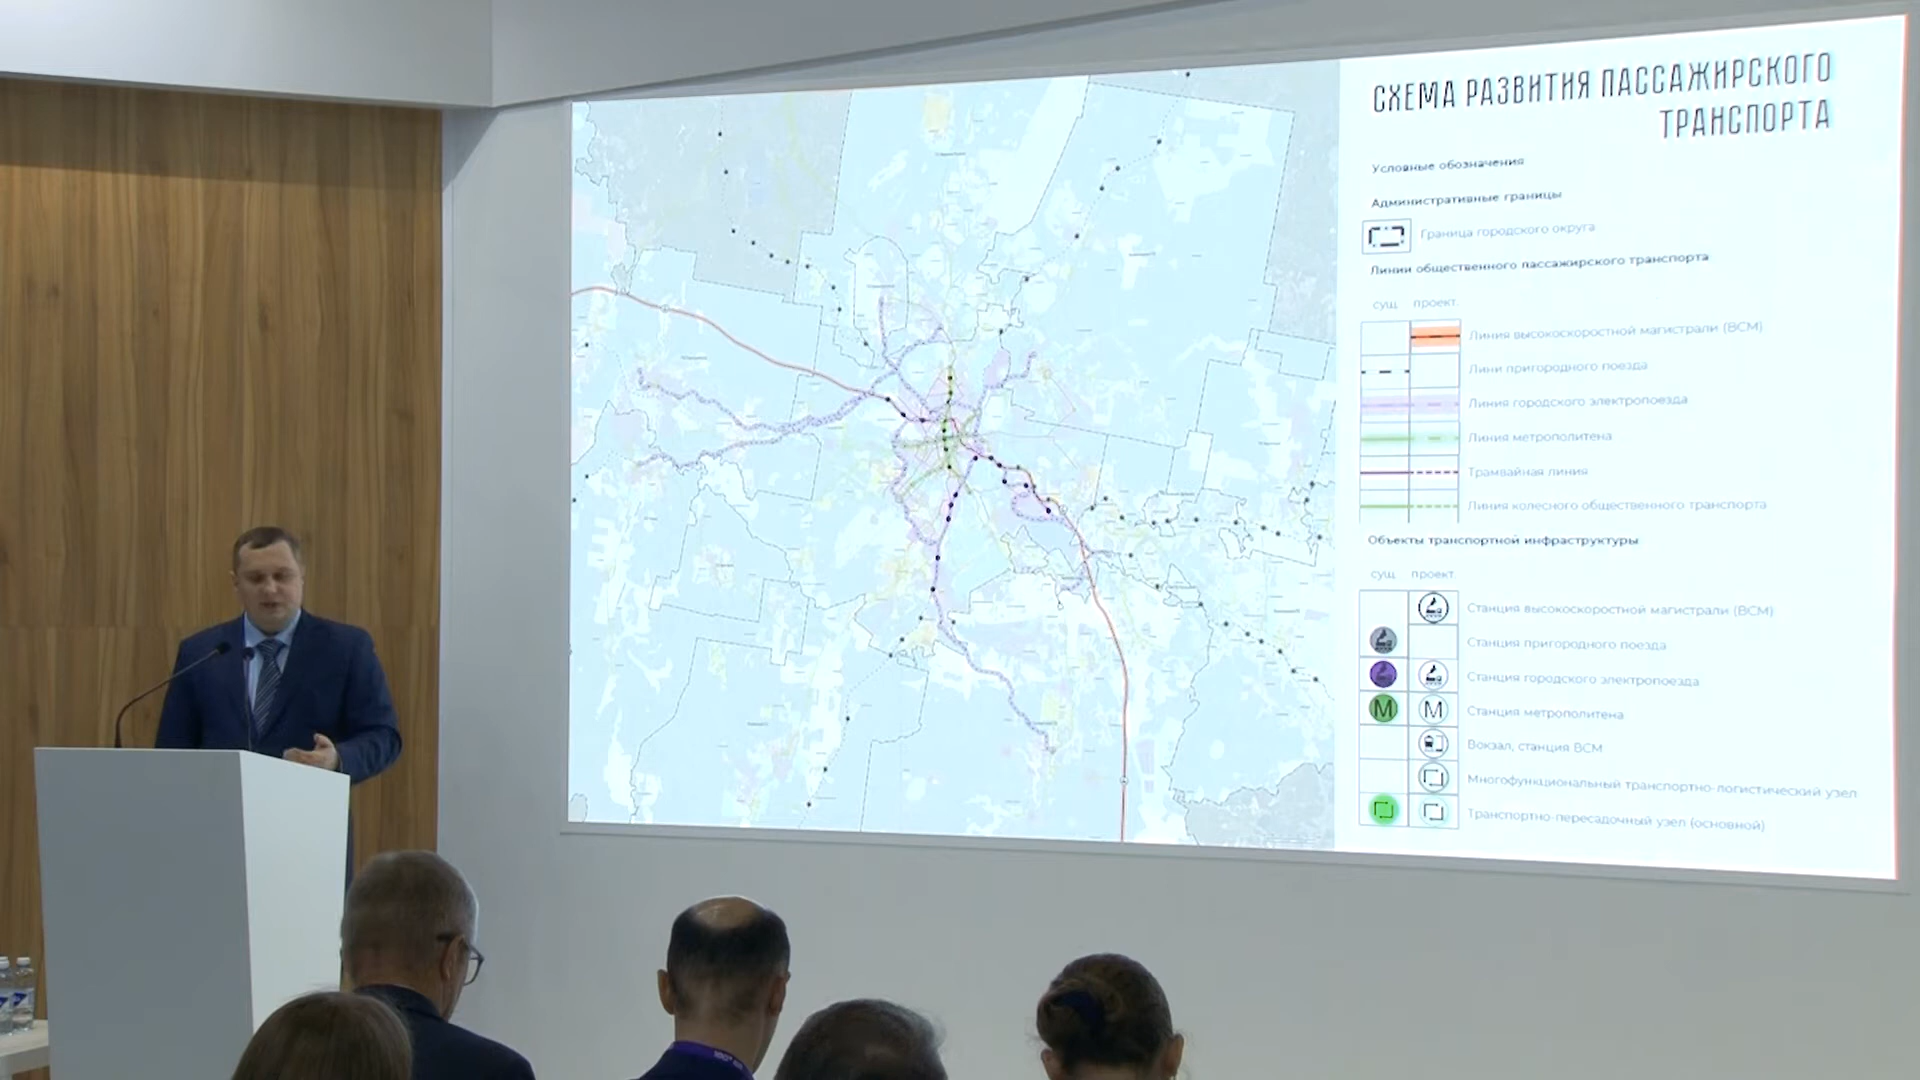 СХЕМА РАЗВИТИЯ ПАССАЖИРСКОГО
ТРАНСПОРТА
Условные обозначения
Административные границы
Граница городского округа
Линии общественного пассажирского транспорта
сущ. проект.
Линия высокоскоростной магистрали (ВСМ)
Лини пригородного поезда
Линия городского электропоезда
Линия метрополитена
Трамвайная линия
Линия колесного общественного транспорта
Объекты транспортной инфраструктуры
сущ. проект.
Станция высокоскоростной магистрали (ВСМ)
Станция пригородного поезда
Станция городского электропоезда
М М Станция метрополитена
Вокзал, станция ВСМ
Многофункциональный транспортно-логистический узел
Транспортно-пересадочный узел (основной)